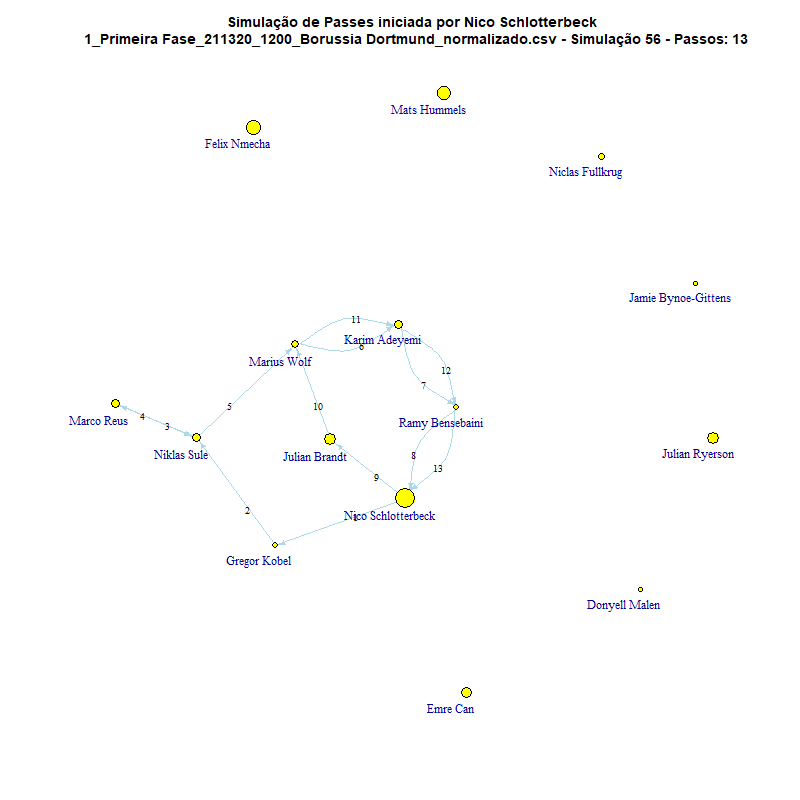 Simulação de Passes iniciada por Nico Schlotterbeck
1_Primeira Fase_211320_1200_Borussia Dortmund_normalizado.csv - Simulação 56 - Passos: 13
Mats Hummels
Felix Nmecha
Niclas Fullkrug
Jamie Bynoe-Gittens
11
Karim Adeyemi
6
Marius Wolf
12
7
5
10
Marco Reus
4
3
Ramy Bensebaini
Niklas Sule
Julian Brandt
8
13
Julian Ryerson
9
2
Nico Schlotterbeck
1
Gregor Kobel
Donyell Malen
Emre Can